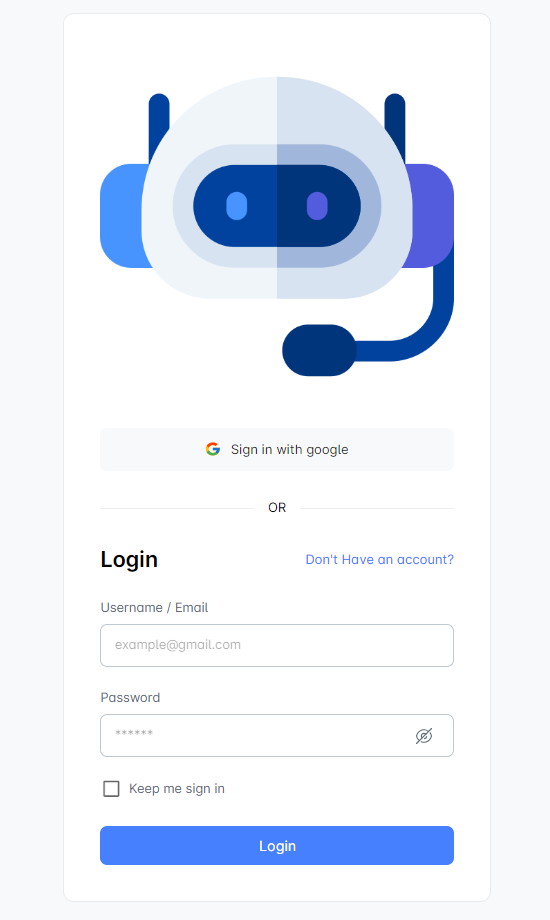 Sign in with google
OR
Login
Don't Have an account?
Username / Email
example@gmail.com
Password
******
Keep me sign in
Login